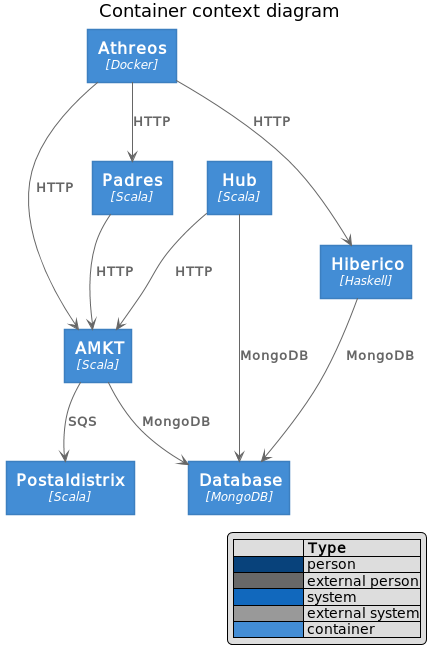 Container context diagram
Athreos
[Docker]
HTTP
HTTP
HTTP
Padres
[Scala]
Hub
[Scala]
Hiberico
[Haskell]
HTTP
HTTP
AMKT
[Scala]
MongoDB
MongoDB
SQS
MongoDB
Postaldistrix
[Scala]
Database
[MongoDB]
Type
person
external person
system
external system
container